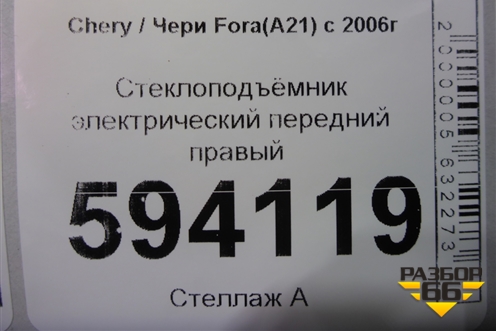 Chery / Чери Fora(A21) с 2006г
Стеклоподъёмник
электрический передний
правый
594119
Стеллаж А
2000005632273
РАЗБОР
66